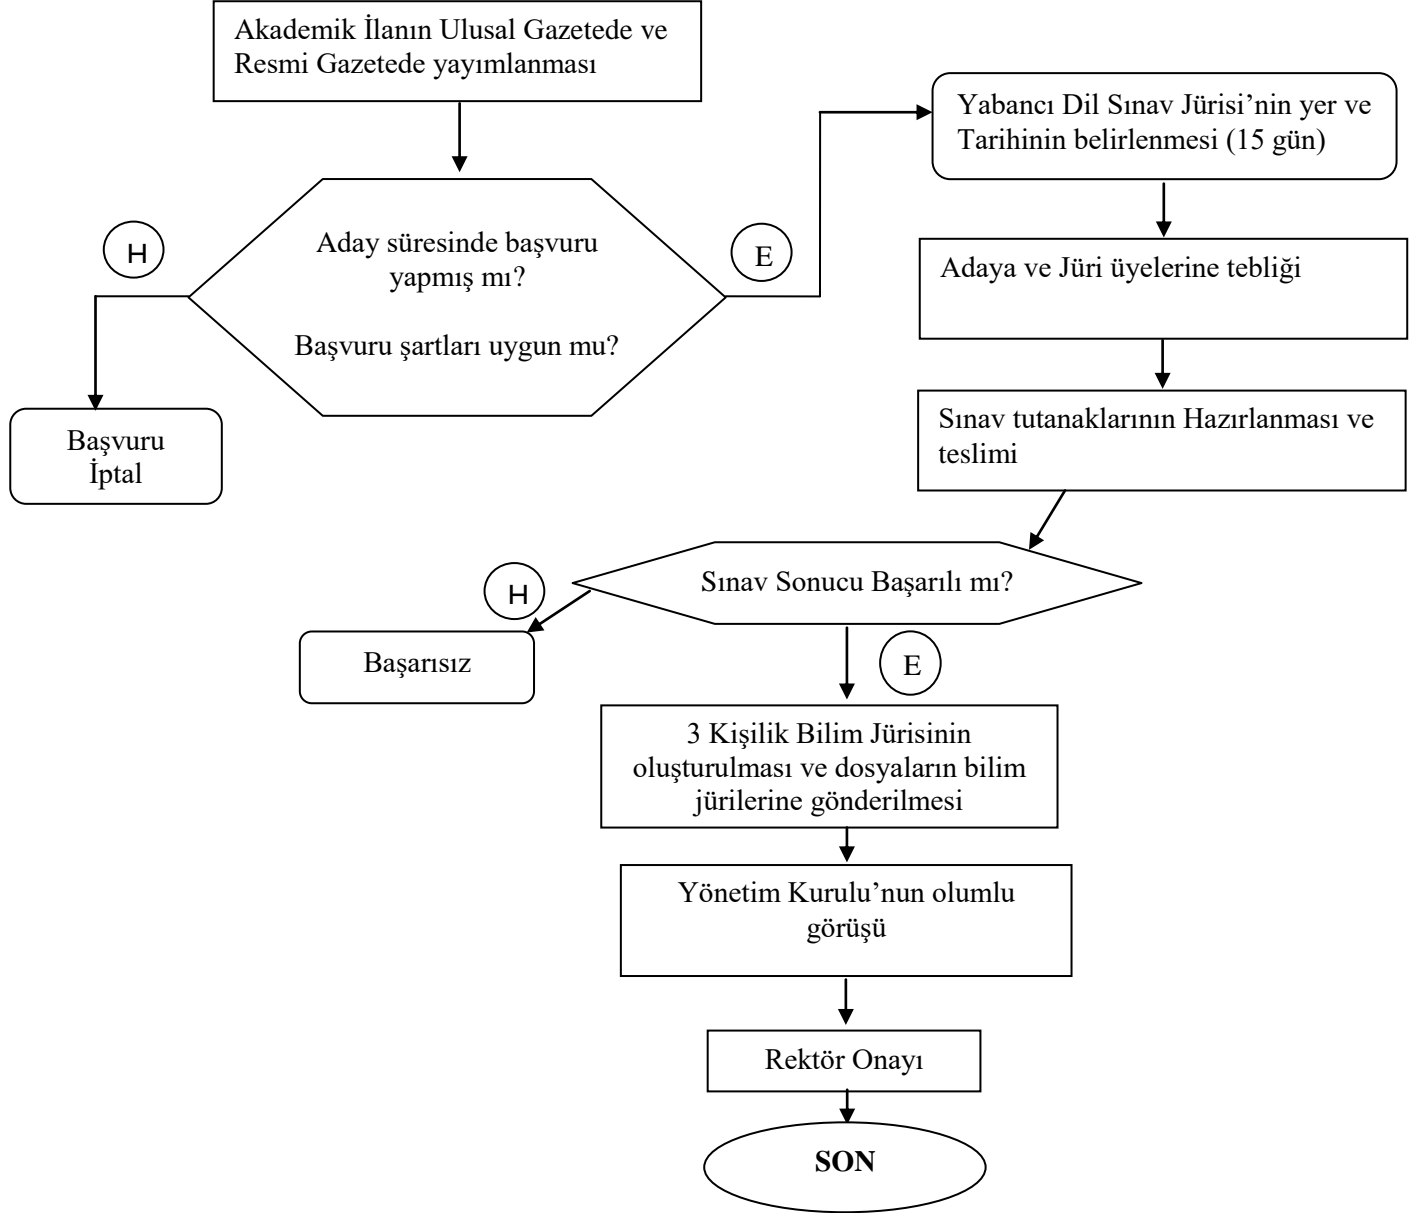 Akademik İlanın Ulusal Gazetede ve
Resmi Gazetede yayımlanması
Aday süresinde başvuru
yapmış mı?
Başvuru şartları uygun mu?
H
E
Başvuru
İptal
Yabancı Dil Sınav Jürisi’nin yer ve
Tarihinin belirlenmesi (15 gün)
Adaya ve Jüri üyelerine tebliği
Sınav tutanaklarının Hazırlanması ve
teslimi
Sınav Sonucu Başarılı mı?
H
Başarısız
E
3 Kişilik Bilim Jürisinin
oluşturulması ve dosyaların bilim
jürilerine gönderilmesi
Yönetim Kurulu’nun olumlu
görüşü
Rektör Onayı
SON